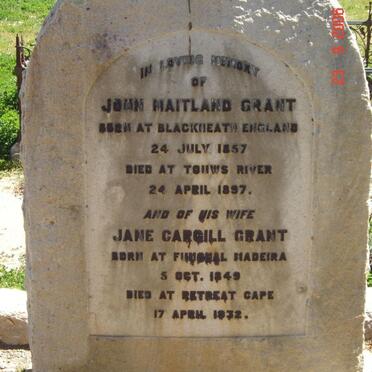 IN LOVING MEMORY
OF
JOHN MAITLAND GRANT
BORN AT BLACKHEATH ENGLAND
24 JULY 1857
DIED AT TOUWS RIVER
24 APRIL 1897.
AND OF HIS WIFE
JANE CARGILL GRANT
BORN AT FUNCHAL MADEIRA
5 OCT. 1849
DIED AT RETREAT CAPE
17 APRIL 1932.